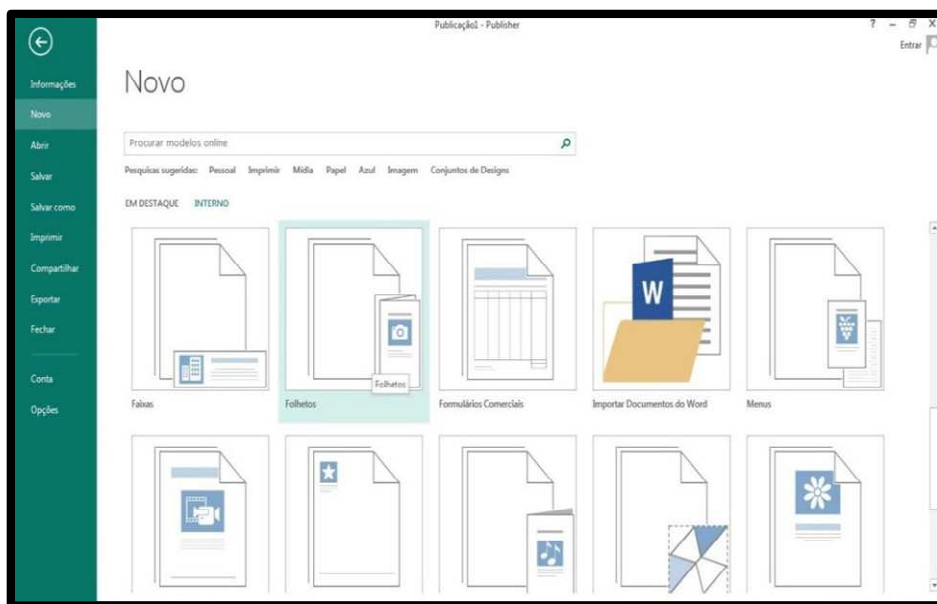 Publicação1 - Publisher
? – X
Entrar
Informações
Novo
Abrir
Salvar
Salvar como
Imprimir
Compartilhar
Exportar
Fechar
Conta
Opções
Novo
Procurar modelos online
Pesquisas sugeridas: Pessoal Imprimir Mídia Papel Azul Imagem Conjuntos de Designs
EM DESTAQUE INTERNO
W
Folhetos
Faixas Folhetos Formulários Comerciais Importar Documentos do Word Menus